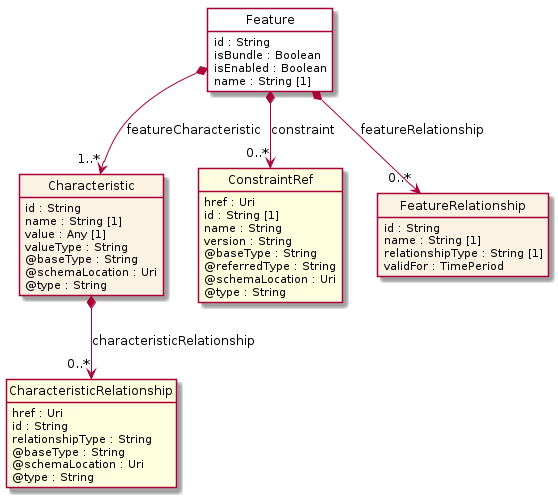 Feature
id : String
isBundle : Boolean
isEnabled : Boolean
name : String [1]
featureCharacteristic
constraint
featureRelationship
1..*
0..*
0..*
Characteristic
id : String
name : String [1]
value : Any [1]
valueType : String
@baseType : String
@schemaLocation : Uri
@type : String
ConstraintRef
href : Uri
id : String [1]
name : String
version : String
@baseType : String
@referredType : String
@schemaLocation : Uri
@type : String
FeatureRelationship
id : String
name : String [1]
relationshipType : String [1]
validFor : TimePeriod
characteristicRelationship
0..*
CharacteristicRelationship
href : Uri
id : String
relationshipType : String
@baseType : String
@schemaLocation : Uri
@type : String